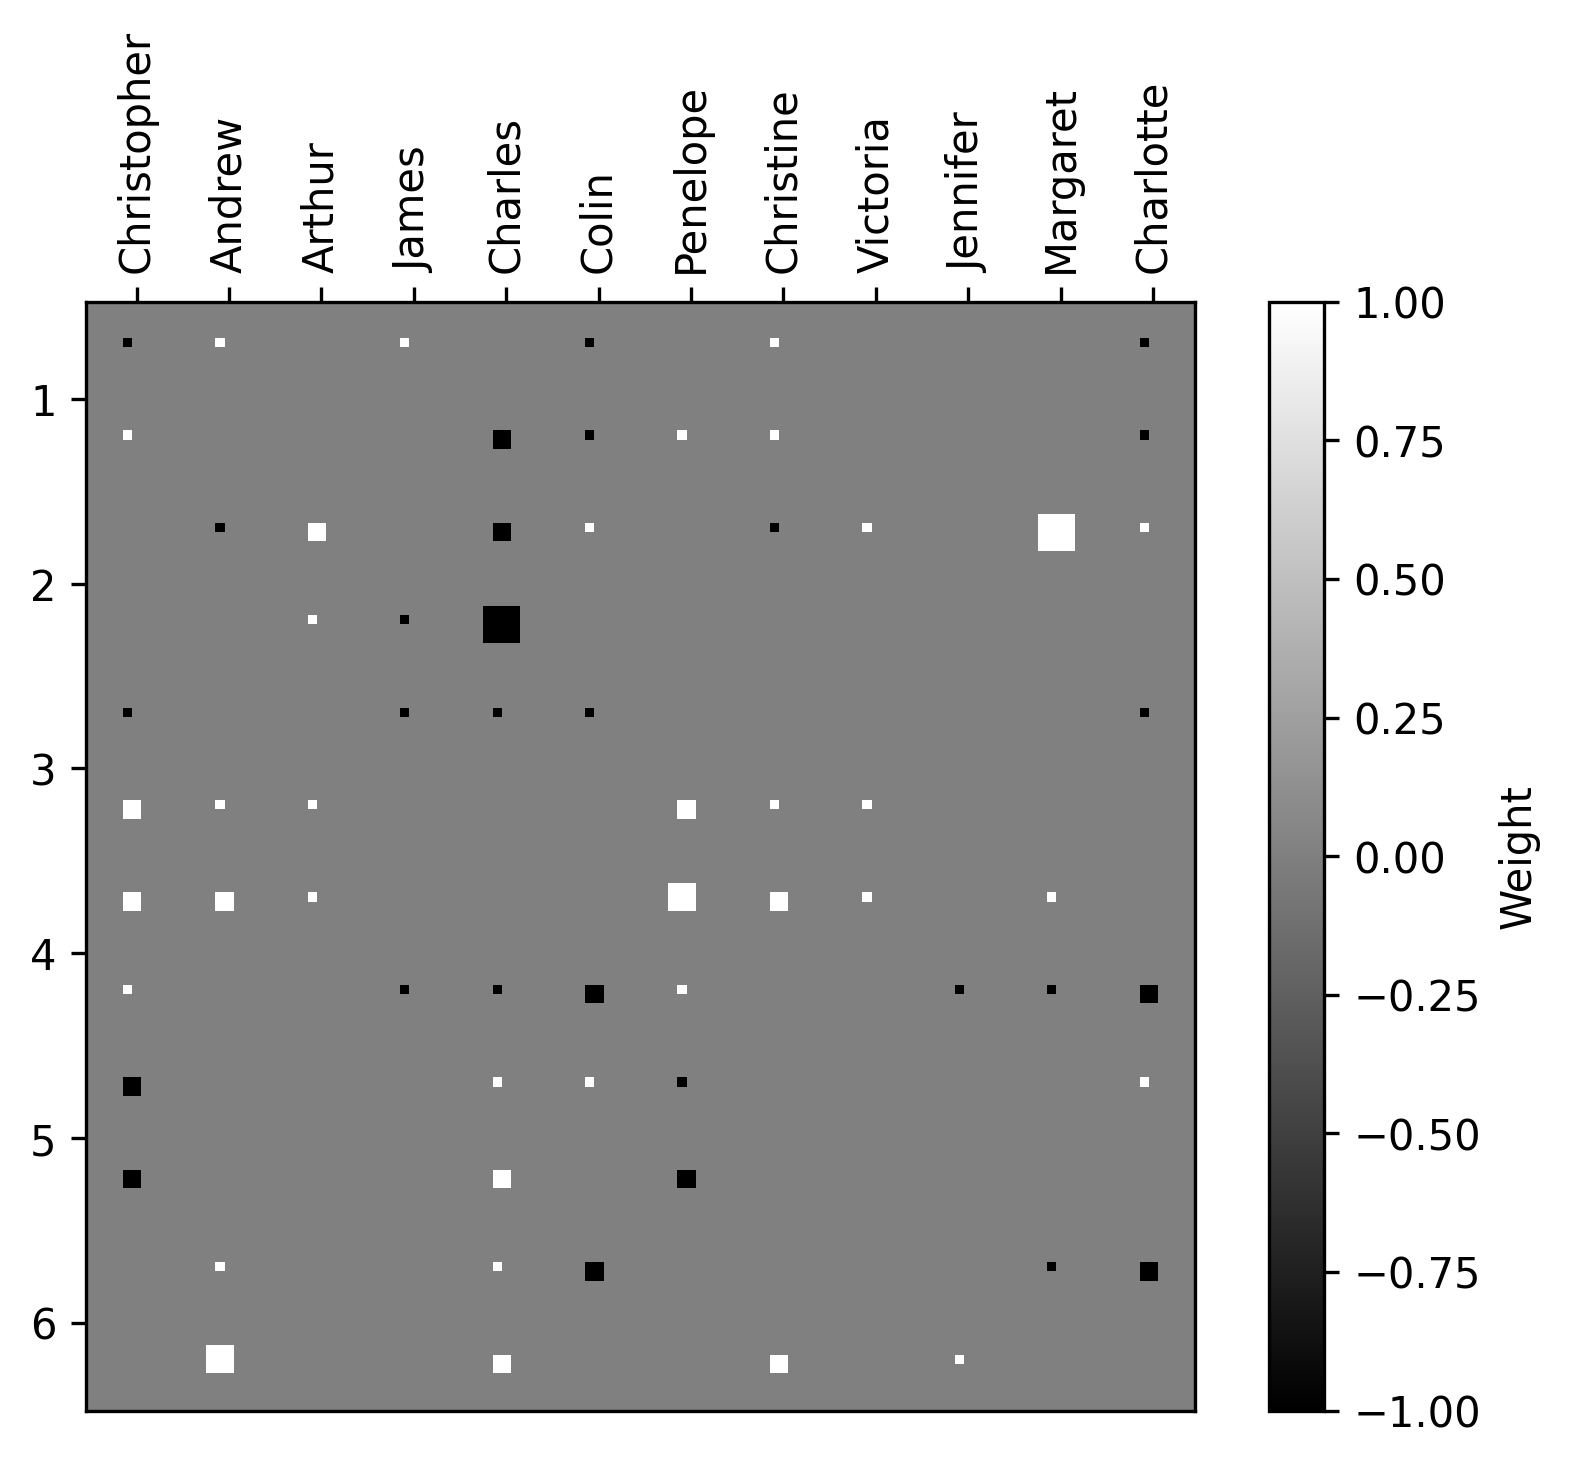 Christopher
Andrew
Arthur
James
Charles
Colin
Penelope
Christine
Victoria
Jennifer
Margaret
Charlotte
1
2
3
4
5
6
1.00
0.75
0.50
0.25
0.00
−0.25
−0.50
−0.75
−1.00
Weight